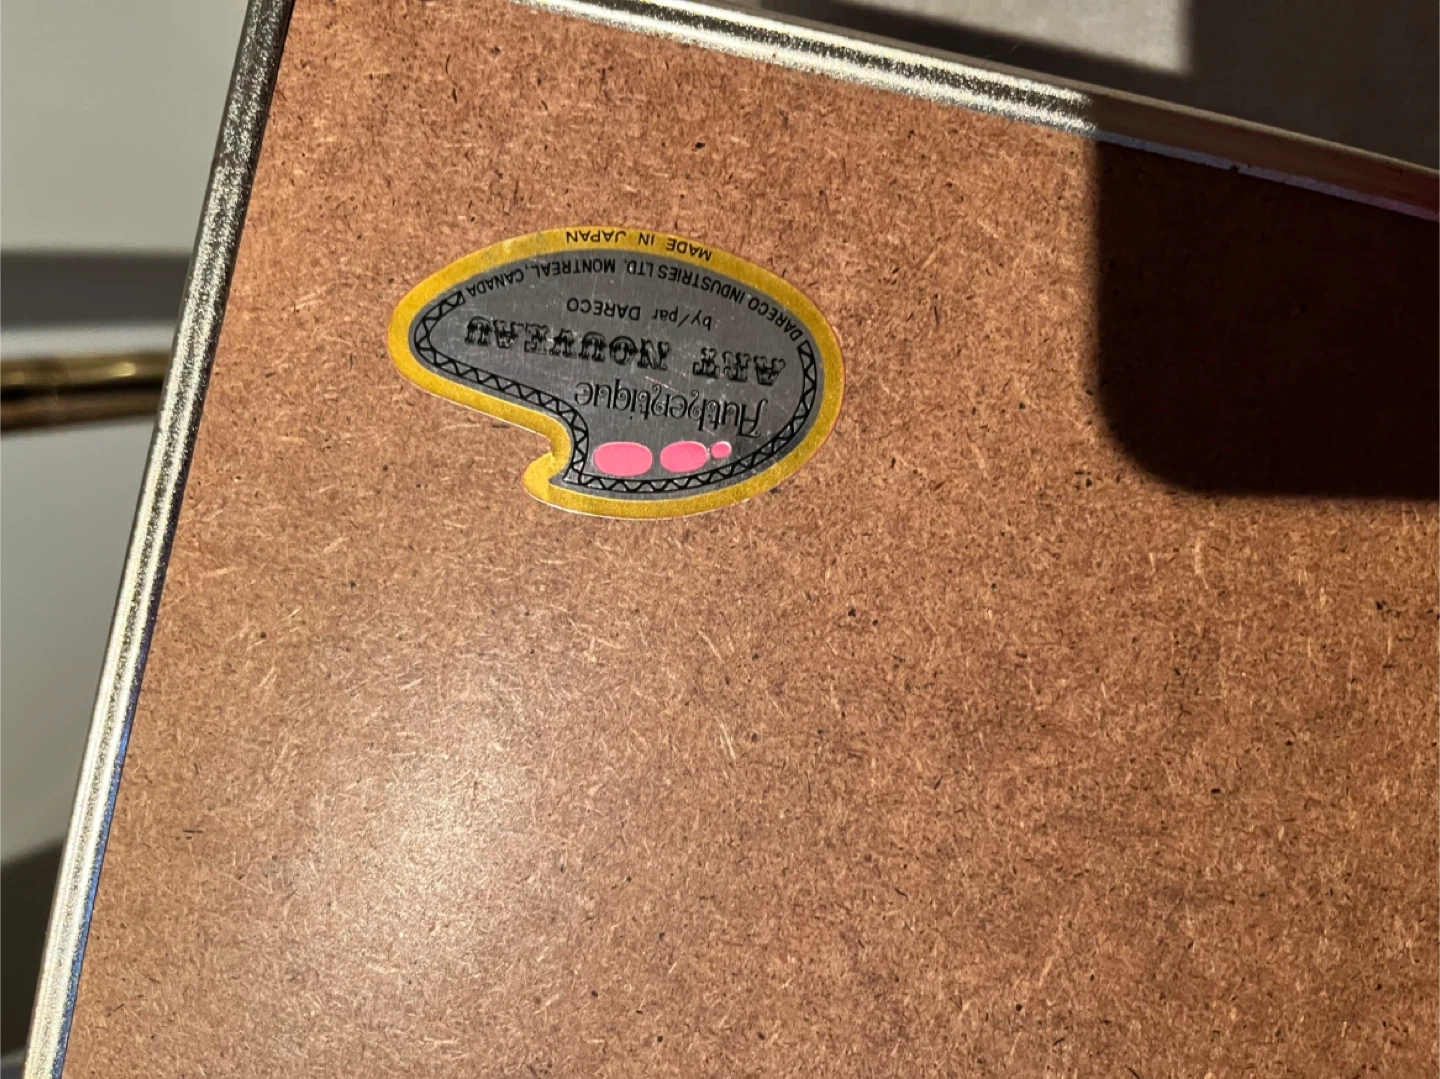 Authentique
ART NOUVEAU
by/par DARECO
DARECO INDUSTRIES LTD. MONTREAL, CANADA
MADE IN JAPAN